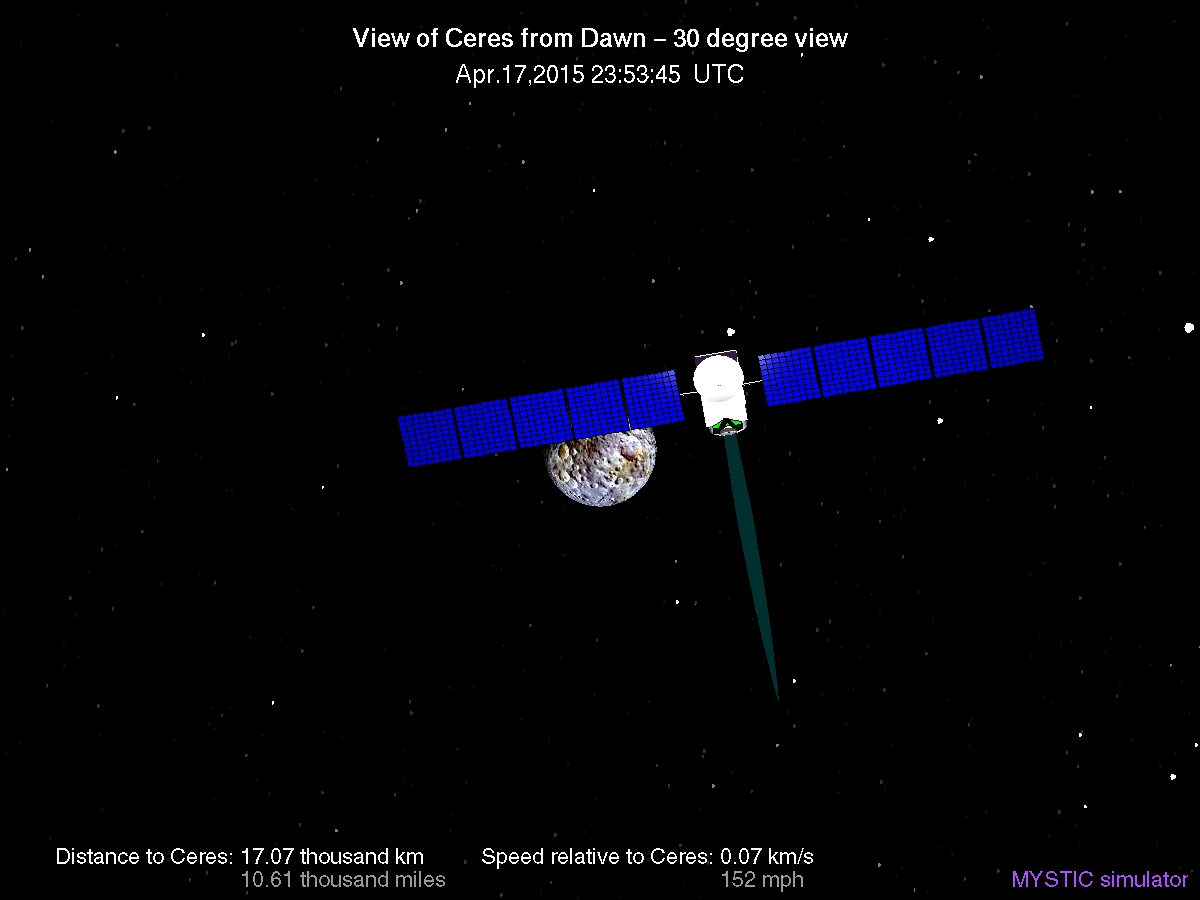 View of Ceres from Dawn – 30 degree view
Apr.17,2015 23:53:45 UTC
Distance to Ceres: 17.07 thousand km
10.61 thousand miles
Speed relative to Ceres: 0.07 km/s
152 mph
MYSTIC simulator